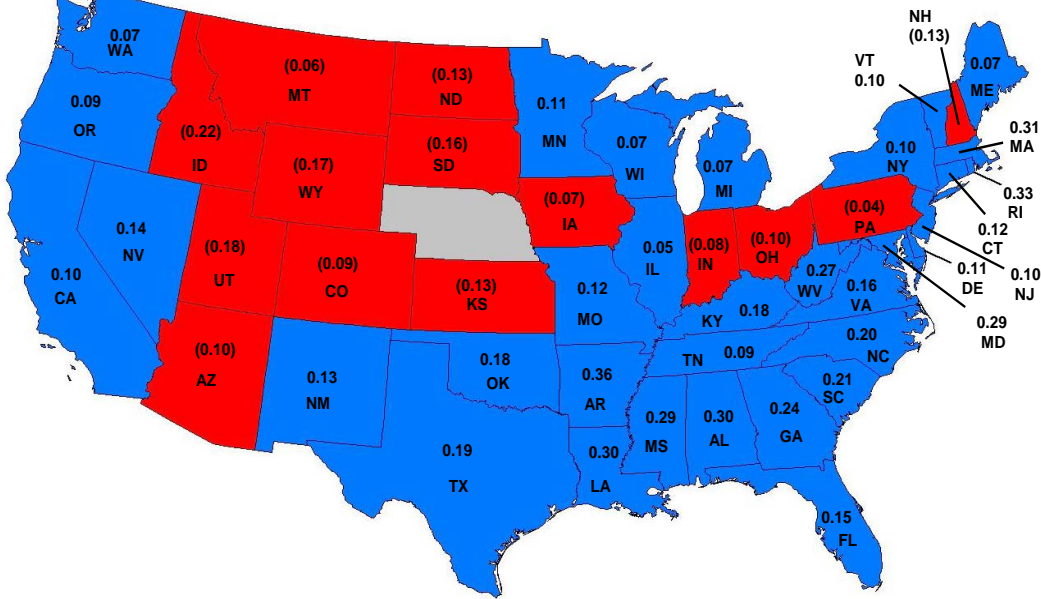 0.07
WA
0.09
OR
0.10
CA
0.14
NV
(0.22)
ID
(0.06)
MT
(0.17)
WY
(0.18)
UT
(0.09)
CO
(0.10)
AZ
0.13
NM
(0.13)
ND
(0.16)
SD
(0.13)
KS
0.18
OK
0.19
TX
0.11
MN
(0.07)
IA
0.12
MO
0.36
AR
0.30
LA
0.07
WI
0.05
IL
0.07
MI
(0.08)
IN
(0.10)
OH
KY 0.18
TN 0.09
0.29
MS
0.30
AL
0.24
GA
0.15
FL
0.21
SC
0.20
NC
0.16
VA
0.27
WV
(0.04)
PA
0.10
NY
VT
0.10
NH
(0.13)
0.07
ME
0.31
MA
0.33
RI
0.12
CT
0.10
NJ
0.11
DE
0.29
MD